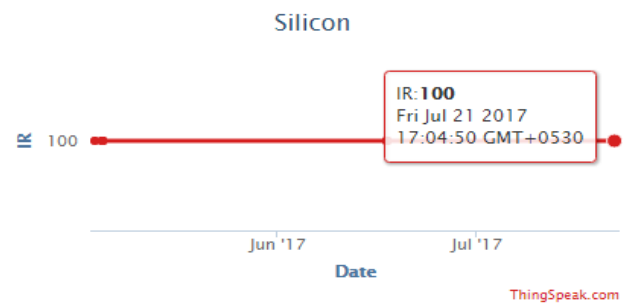 Silicon
IR:100
Fri Jul 21 2017
17:04:50 GMT+0530
IR
100
Jun '17
Jul '17
Date
ThingSpeak.com